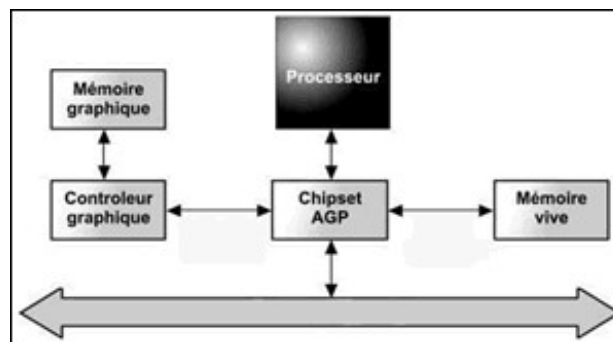 Processeur
Mémoire
graphique
Controleur
graphique
Chipset
AGP
Mémoire
vive